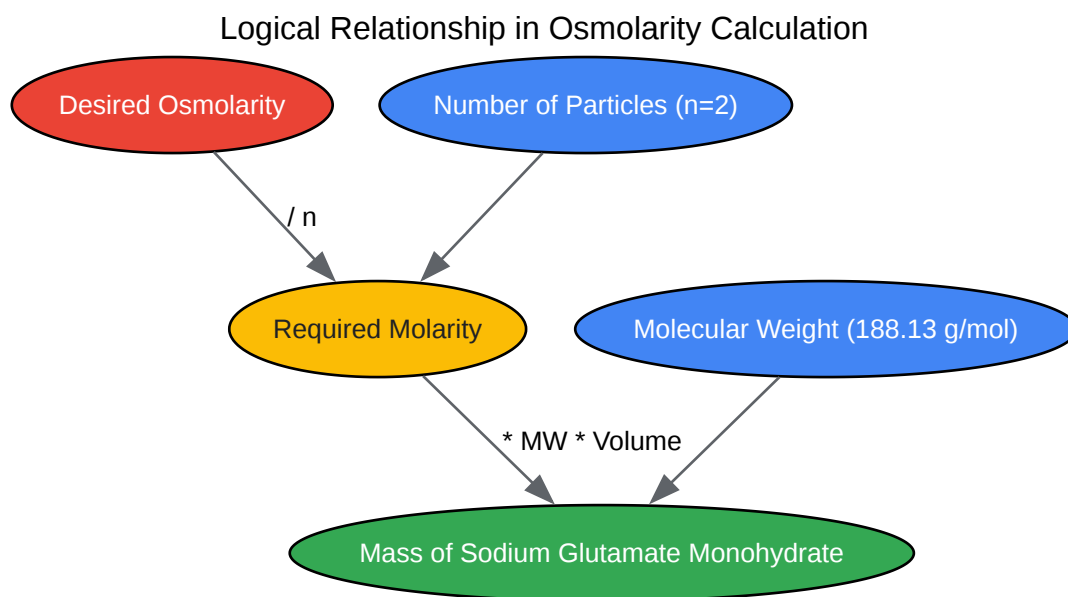 Logical Relationship in Osmolarity Calculation
Desired Osmolarity
Number of Particles (n=2)
/ n
Required Molarity
Molecular Weight (188.13 g/mol)
* MW * Volume
Mass of Sodium Glutamate Monohydrate